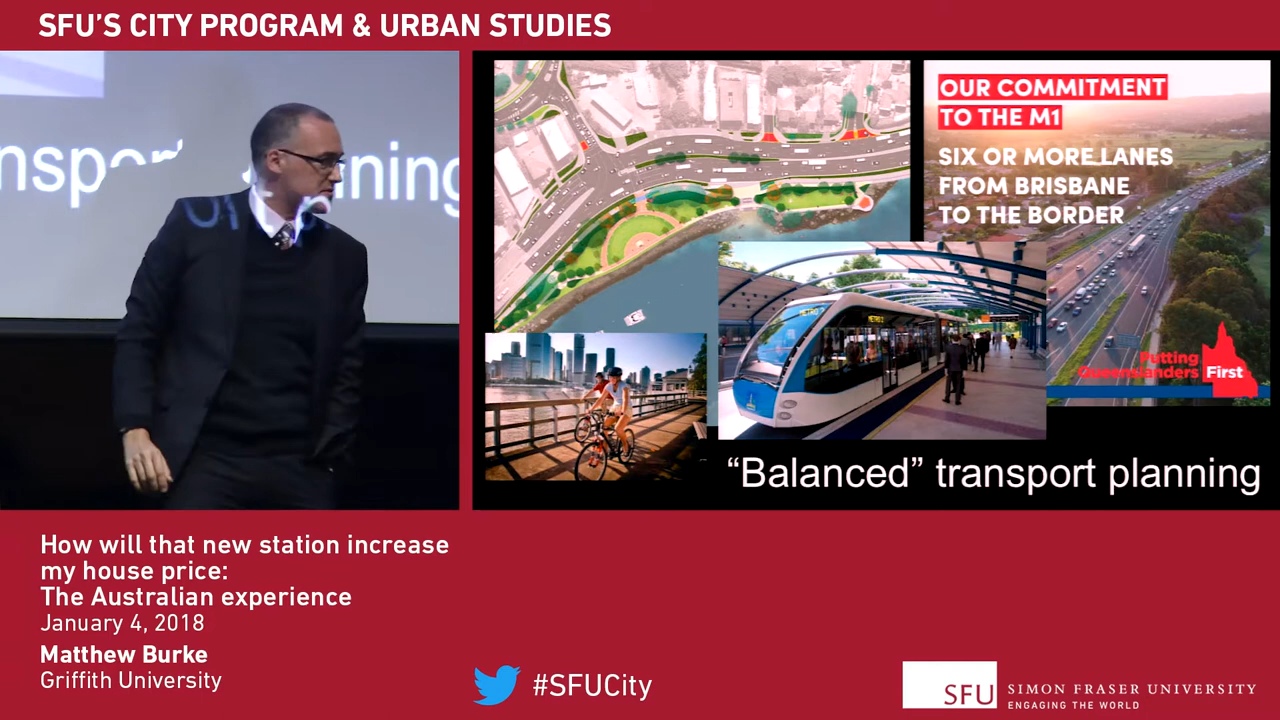 SFU'S CITY PROGRAM & URBAN STUDIES
nspor
nning
OUR COMMITMENT
TO THE M1
SIX OR MORE LANES
FROM BRISBANE
TO THE BORDER
Putting
Queenslanders First
"Balanced" transport planning
How will that new station increase
my house price:
The Australian experience
January 4, 2018
Matthew Burke
Griffith University
#SFUCity
SFU
SIMON FRASER UNIVERSITY
ENGAGING THE WORLD